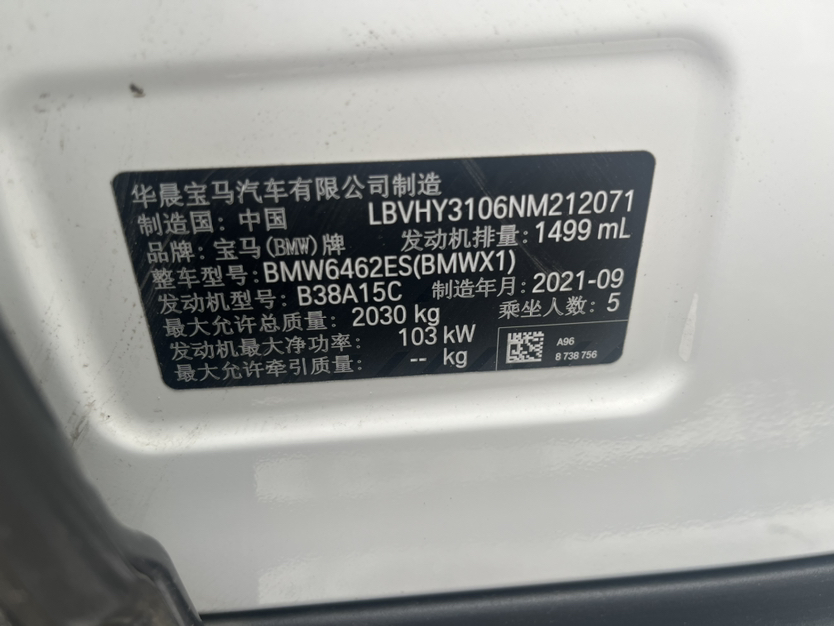 华晨宝马汽车有限公司制造
制造国: 中国 LBVHY3106NM212071
品牌: 宝马(BMW)牌 发动机排量: 1499 mL
整车型号: BMW6462ES(BMWX1)
发动机型号: B38A15C 制造年月: 2021-09
最大允许总质量: 2030 kg 乘坐人数: 5
发动机最大净功率: 103 kW
最大允许牵引质量: -- kg
A96
8 738 756